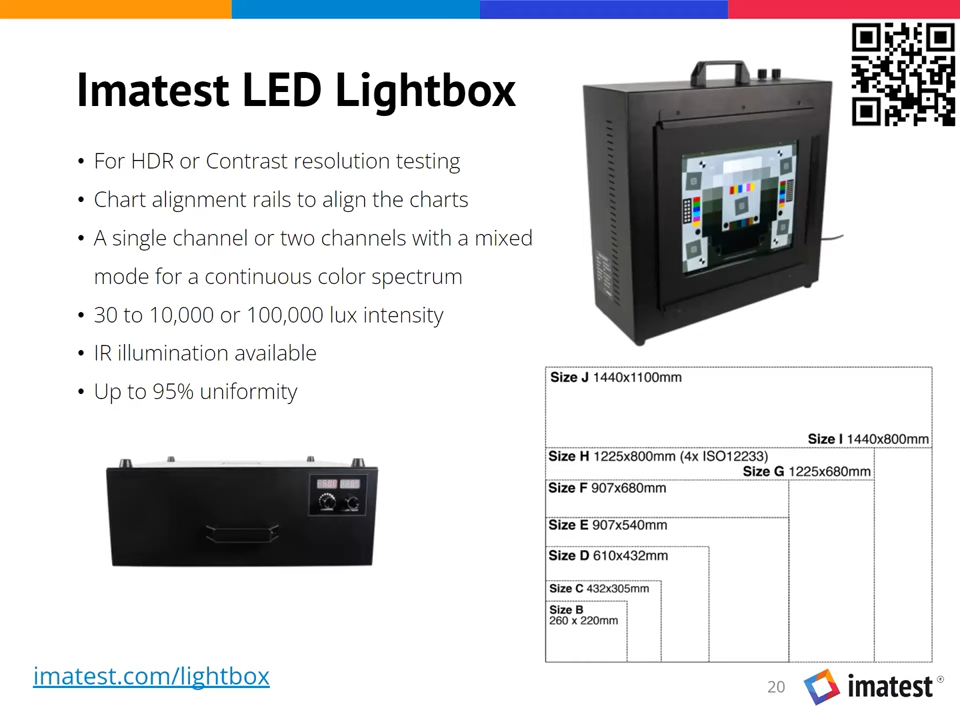 Imatest LED Lightbox
• For HDR or Contrast resolution testing
• Chart alignment rails to align the charts
• A single channel or two channels with a mixed
mode for a continuous color spectrum
• 30 to 10,000 or 100,000 lux intensity
• IR illumination available
• Up to 95% uniformity
Size J 1440x1100mm
Size I 1440x800mm
Size H 1225x800mm (4x ISO12233)
Size G 1225x680mm
Size F 907x680mm
Size E 907x540mm
Size D 610x432mm
Size C 432x305mm
Size B
260 x 220mm
imatest.com/lightbox
20
imatest®